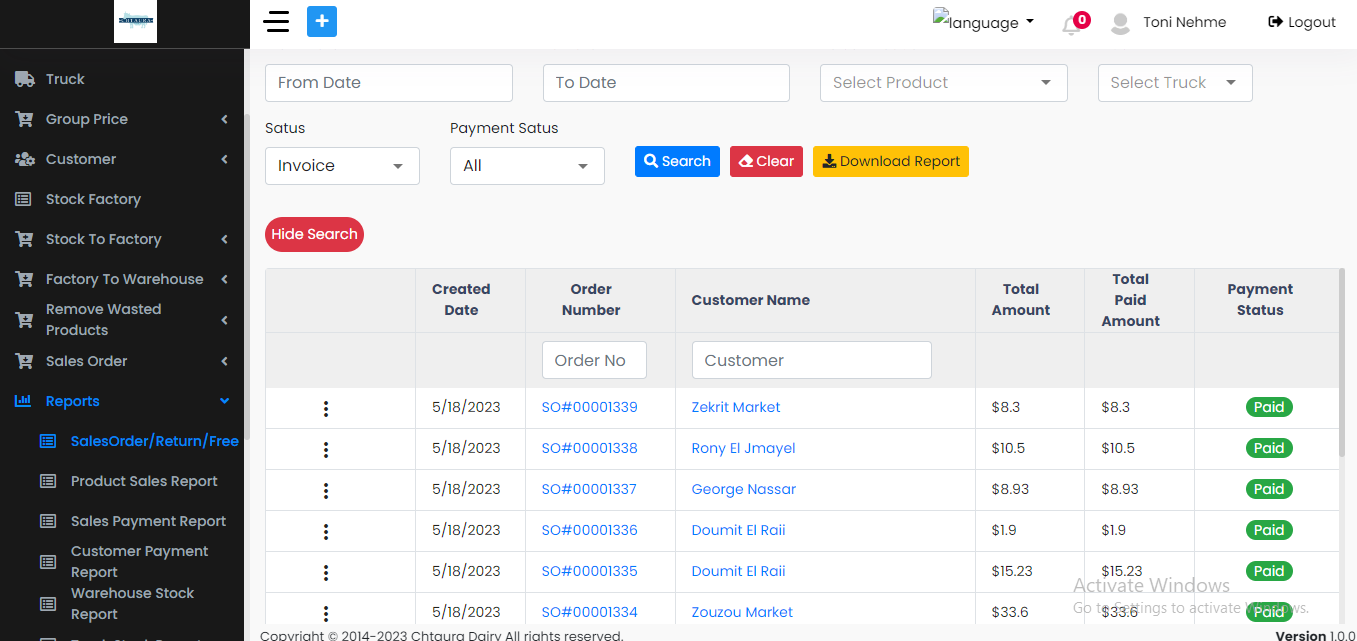 CHTAURA
language
0
Toni Nehme
Logout
Truck
Group Price
Customer
Stock Factory
Stock To Factory
Factory To Warehouse
Remove Wasted
Products
Sales Order
Reports
SalesOrder/Return/Free
Product Sales Report
Sales Payment Report
Customer Payment
Report
Warehouse Stock
Report
From Date
To Date
Select Product
Select Truck
Satus
Payment Satus
Invoice
All
Search
Clear
Download Report
Hide Search
Created
Date
Order
Number
Customer Name
Total
Amount
Total
Paid
Amount
Payment
Status
Order No
Customer
5/18/2023 SO#00001339 Zekrit Market $8.3 $8.3 Paid
5/18/2023 SO#00001338 Rony El Jmayel $10.5 $10.5 Paid
5/18/2023 SO#00001337 George Nassar $8.93 $8.93 Paid
5/18/2023 SO#00001336 Doumit El Raii $1.9 $1.9 Paid
5/18/2023 SO#00001335 Doumit El Raii $15.23 $15.23 Paid
5/18/2023 SO#00001334 Zouzou Market $33.6 $33.6 Paid
Activate Windows
Go to Settings to activate Windows.
Copyright © 2014-2023 Chtaura Dairy All rights reserved.
Version 1.0.0